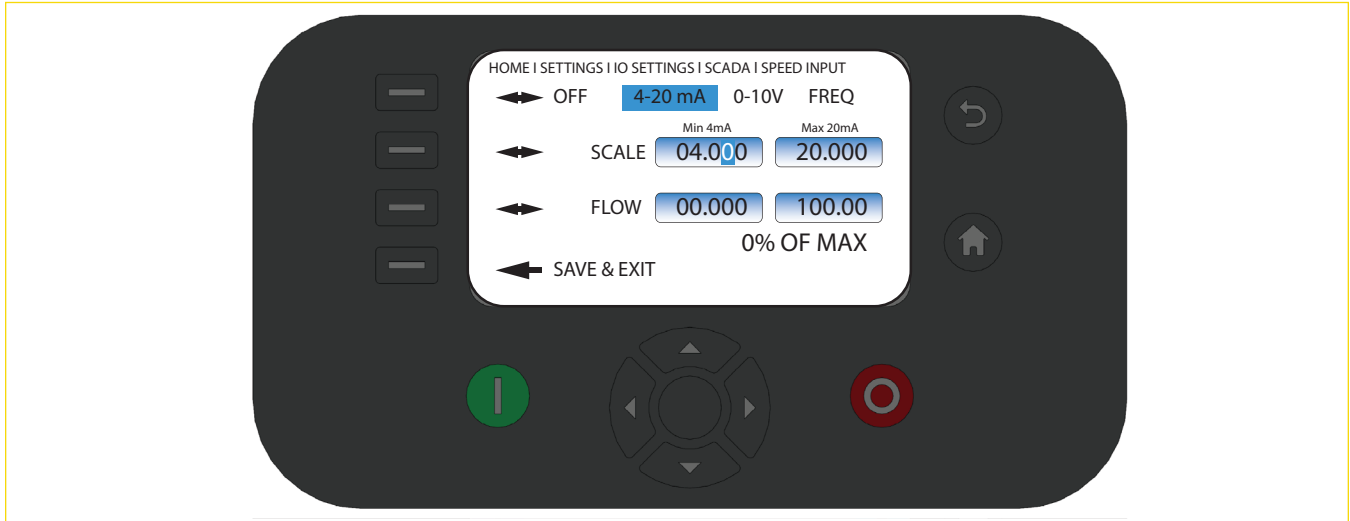 HOME I SETTINGS I IO SETTINGS I SCADA I SPEED INPUT
OFF 4-20 mA 0-10V FREQ
Min 4mA Max 20mA
SCALE 04.000 20.000
FLOW 00.000 100.00
0% OF MAX
SAVE & EXIT